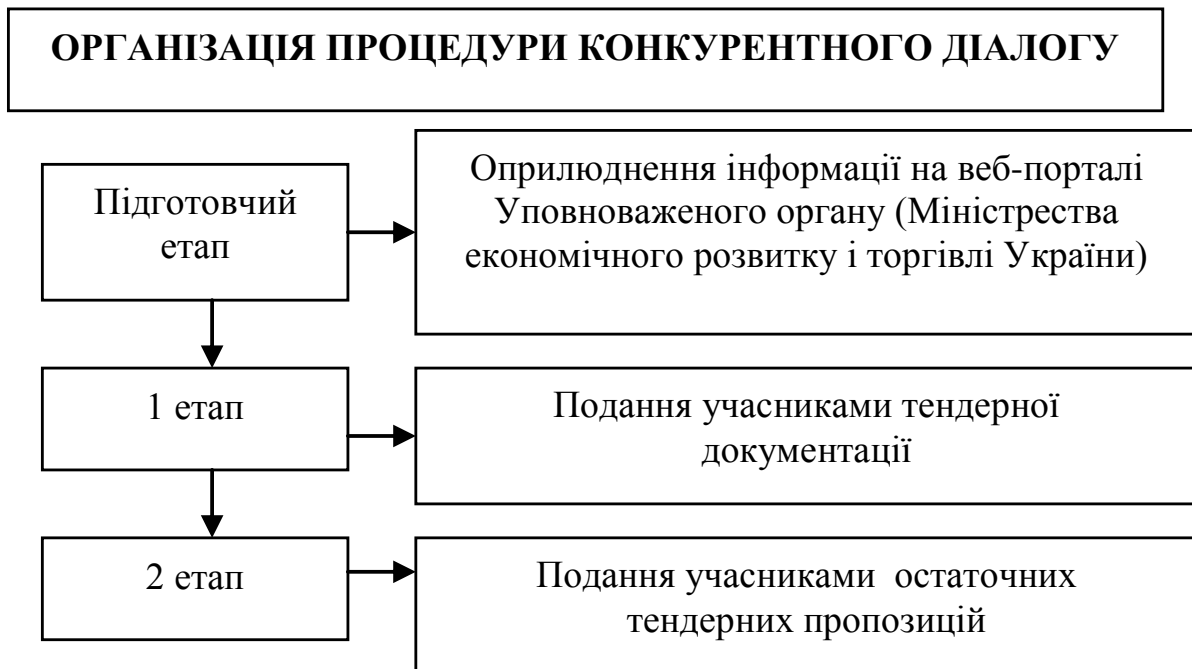 ОРГАНІЗАЦІЯ ПРОЦЕДУРИ КОНКУРЕНТНОГО ДІАЛОГУ
Підготовчий
етап
Оприлюднення інформації на веб-порталі
Уповноваженого органу (Міністрества
економічного розвитку і торгівлі України)
1 етап
Подання учасниками тендерної
документації
2 етап
Подання учасниками остаточних
тендерних пропозицій